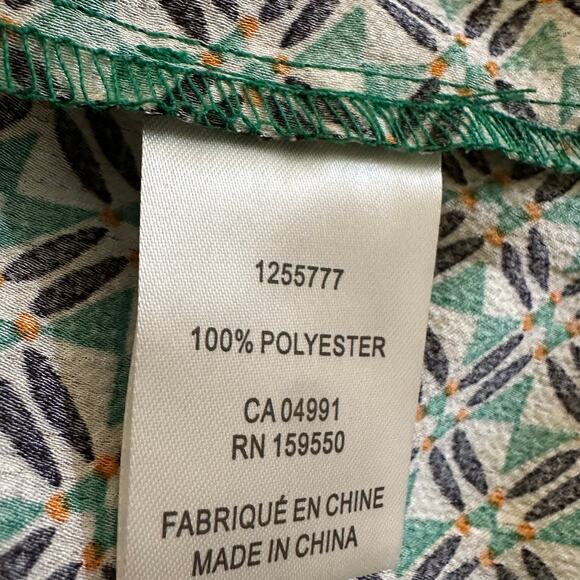 1255777
100% POLYESTER
CA 04991
RN 159550
FABRIQUÉ EN CHINE
MADE IN CHINA